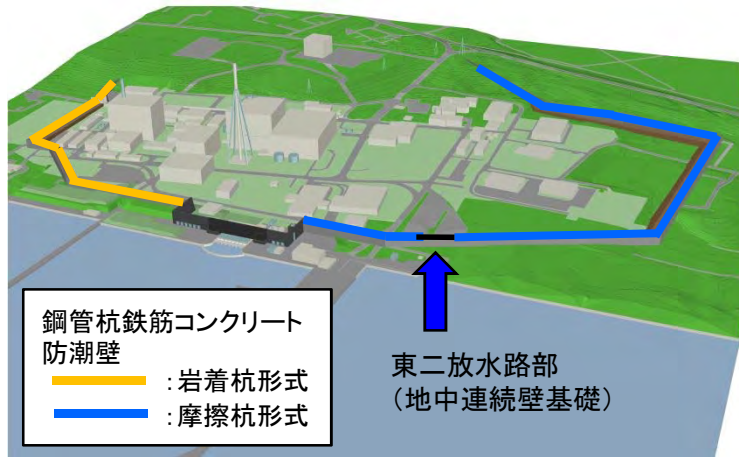 鋼管杭鉄筋コンクリート
防潮壁
：岩着杭形式
：摩擦杭形式
東二放水路部
（地中連続壁基礎）